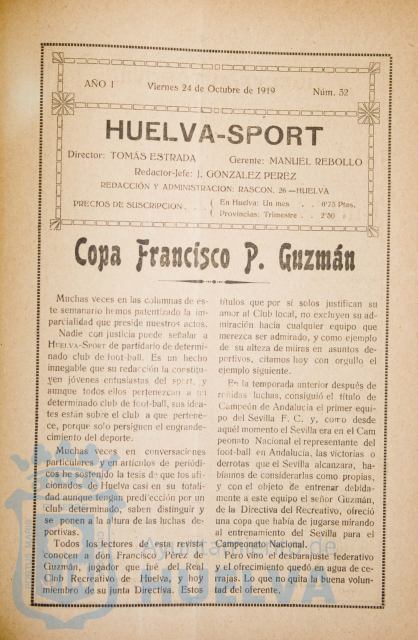 AÑO I
Viernes 24 de Octubre de 1919
Núm. 32
HUELVA-SPORT
Director: TOMÁS ESTRADA
Gerente: MANUEL REBOLLO
Redactor-Jefe: J. GONZALEZ PEREZ
REDACCIÓN Y ADMINISTRACION: RASCON, 26.—HUELVA
PRECIOS DE SUSCRIPCION. . . ( En Huelva: Un mes . . 0'75 Ptas.
( Provincias: Trimestre . . 2'50 »
Copa Francisco P. Guzmán
Muchas veces en las columnas de es-
te semanario hemos patentizado la im-
parcialidad que preside nuestros actos.
Nadie con justicia puede señalar a
HUELVA-SPORT de partidario de determi-
nado club de foot-ball. Es un hecho
innegable que su redacción la constitu-
yen jóvenes entusiastas del sport, y
aunque todos ellos pertenezcan a un
determinado club de foot-ball, sus idea-
tes están sobre el club a que pertene-
ce, porque solo persiguen el engrande-
cimiento del deporte.
Muchas veces en conversaciones
particulares y en artículos de periódi-
cos he sostenido la tesis de que los afi-
cionados de Huelva casi en su totali-
dad aunque tengan predilección por un
club determinado, saben distinguir y
se ponen a la altura de las luchas de-
portivas.
Todos los lectores de esta revista
conocen a don Francisco Pérez de
Guzmán, jugador que fué del Real
Club Recreativo de Huelva, y hoy
miembro de su junta Directiva. Estos
títulos que por si solos justifican su
amor al Club local, no excluyen su ad-
miración hacia cualquier equipo que
merezca ser admirado, y como ejemplo
de su alteza de miras en asuntos de-
portivos, citamos hoy con orgullo el
ejemplo siguiente.
En la temporada anterior después de
reñidas luchas, consiguió el título de
Campeón de Andalucía el primer equi-
po del Sevilla F. C. y, como desde
aquél momento el Sevilla era en el Cam
peonato Nacional el representante del
foot-ball en Andalucía, las victorias o
derrotas que el Sevilla alcanzara, ha-
bíamos de considerarlas como propias,
y con el objeto de entrenar debida-
mente a este equipo el señor Guzmán,
de la Directiva del Recreativo, ofreció
una copa que había de jugarse mirando
al entrenamiento del Sevilla para el
Campeonato Nacional.
Pero vino el desbarajuste federativo
y el ofrecimiento quedó en agua de ce-
rrajas. Lo que no quita la buena volun-
tad del oferente.
Ayuntamiento de
HUELVA